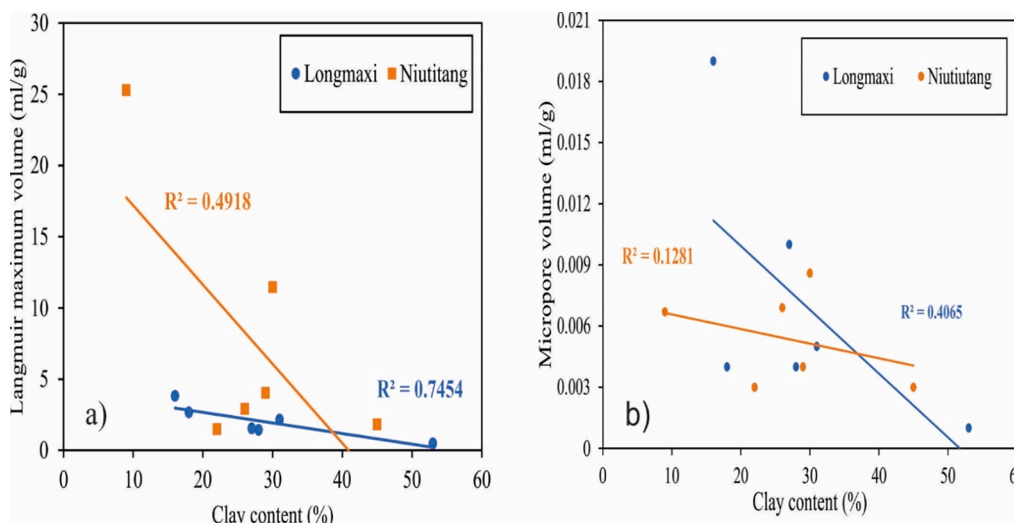 Langmuir maximum volume (ml/g)
30
25
20
15
10
5
0
Longmaxi
Niutitang
R² = 0.4918
R² = 0.7454
a)
0
10
20
30
40
50
60
Clay content (%)
Micropore volume (ml/g)
0.021
0.018
0.015
0.012
0.009
0.006
0.003
0
Longmaxi
Niutiutang
R² = 0.1281
R² = 0.4065
b)
0
10
20
30
40
50
60
Clay content (%)